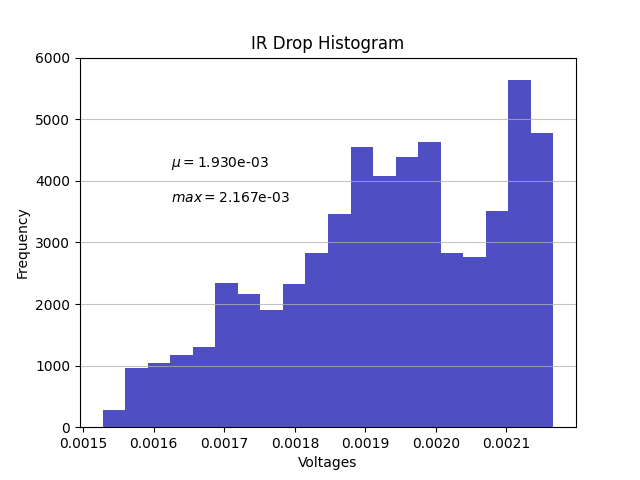 IR Drop Histogram
6000
5000
4000
3000
2000
1000
0
Frequency
μ = 1.930e-03
max = 2.167e-03
0.0015 0.0016 0.0017 0.0018 0.0019 0.0020 0.0021
Voltages